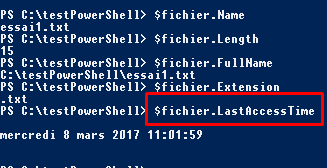 PS C:\testPowerShell> $fichier.Name
essai1.txt
PS C:\testPowerShell> $fichier.Length
15
PS C:\testPowerShell> $fichier.FullName
C:\testPowerShell\essai1.txt
PS C:\testPowerShell> $fichier.Extension
.txt
PS C:\testPowerShell> $fichier.LastAccessTime
mercredi 8 mars 2017 11:01:59